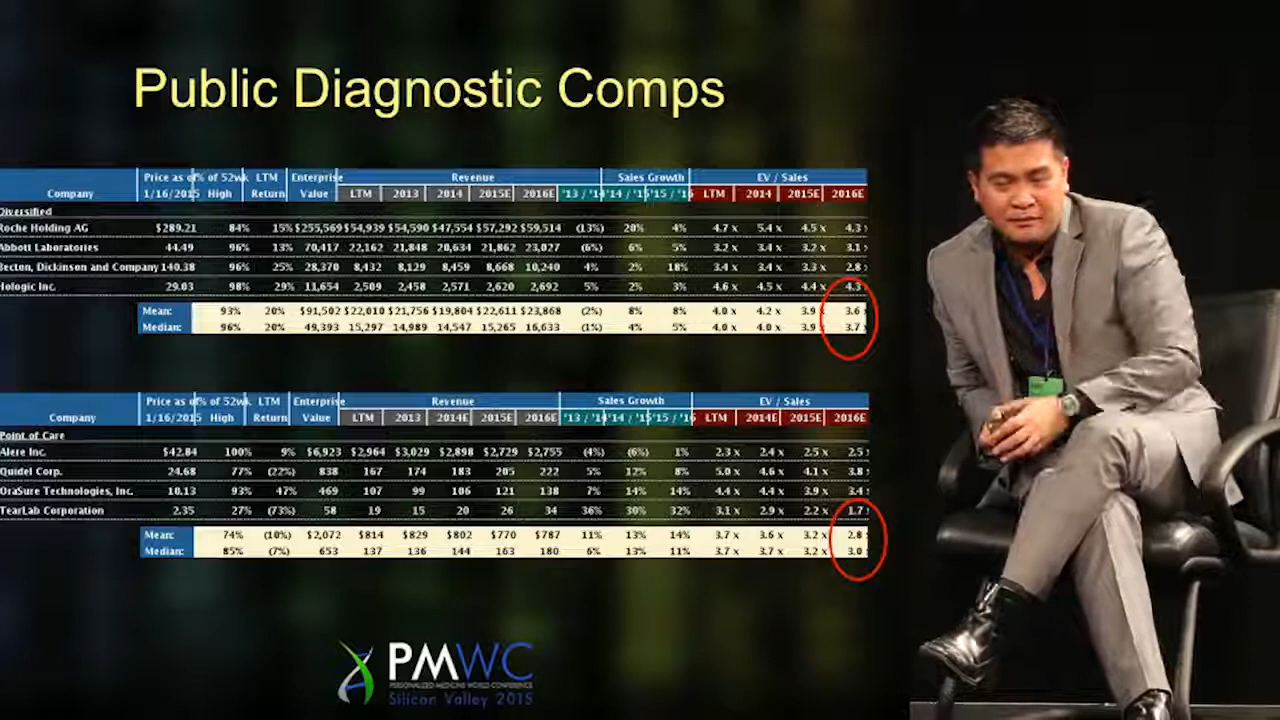 Public Diagnostic Comps
Price as of % of 52wk LTM Enterprise Revenue Sales Growth EV / Sales
Company 1/16/2015 High Return Value LTM 2013 2014 2015E 2016E '13 / '14 '14 / '15 '15 / '16 LTM 2014 2015E 2016E
Diversified
Roche Holding AG $289.21 84% 15% $255,569 $54,939 $54,590 $47,554 $57,292 $59,514 (13%) 20% 4% 4.7 x 5.4 x 4.5 x 4.3
Abbott Laboratories 44.49 96% 13% 70,417 22,162 21,848 20,634 21,862 23,027 (6%) 6% 5% 3.2 x 3.4 x 3.2 x 3.1
Becton, Dickinson and Company 140.38 96% 25% 28,370 8,432 8,129 8,459 8,668 10,240 4% 2% 18% 3.4 x 3.4 x 3.3 x 2.8
Hologic Inc. 29.03 98% 29% 11,654 2,509 2,458 2,571 2,620 2,692 5% 2% 3% 4.6 x 4.5 x 4.4 x 4.3
Mean: 93% 20% $91,502 $22,010 $21,756 $19,804 $22,611 $23,868 (2%) 8% 8% 4.0 x 4.2 x 3.9 3.6
Median: 96% 20% 49,393 15,297 14,989 14,547 15,265 16,633 (1%) 4% 5% 4.0 x 4.0 x 3.9 3.7
Price as of % of 52wk LTM Enterprise Revenue Sales Growth EV / Sales
Company 1/16/2015 High Return Value LTM 2013 2014E 2015E 2016E '13 / '14 '14 / '15 '15 / '16 LTM 2014E 2015E 2016E
Point of Care
Alere Inc. $42.84 100% 9% $6,923 $2,964 $3,029 $2,898 $2,729 $2,755 (4%) (6%) 1% 2.3 x 2.4 x 2.5 x 2.5
Quidel Corp. 24.68 77% (22%) 838 167 174 183 205 222 5% 12% 8% 5.0 x 4.6 x 4.1 x 3.8
OraSure Technologies, Inc. 10.13 93% 47% 469 107 99 106 121 138 7% 14% 14% 4.4 x 4.4 x 3.9 x 3.4
TearLab Corporation 2.35 27% (73%) 58 19 15 20 26 34 36% 30% 32% 3.1 x 2.9 x 2.2 x 1.7
Mean: 74% (10%) $2,072 $814 $829 $802 $770 $787 11% 13% 14% 3.7 x 3.6 x 3.2 x 2.8
Median: 85% (7%) 653 137 136 144 163 180 6% 13% 11% 3.7 x 3.7 x 3.2 x 3.0
PMWC
PERSONALIZED MEDICINE WORLD CONFERENCE
Silicon Valley 2015